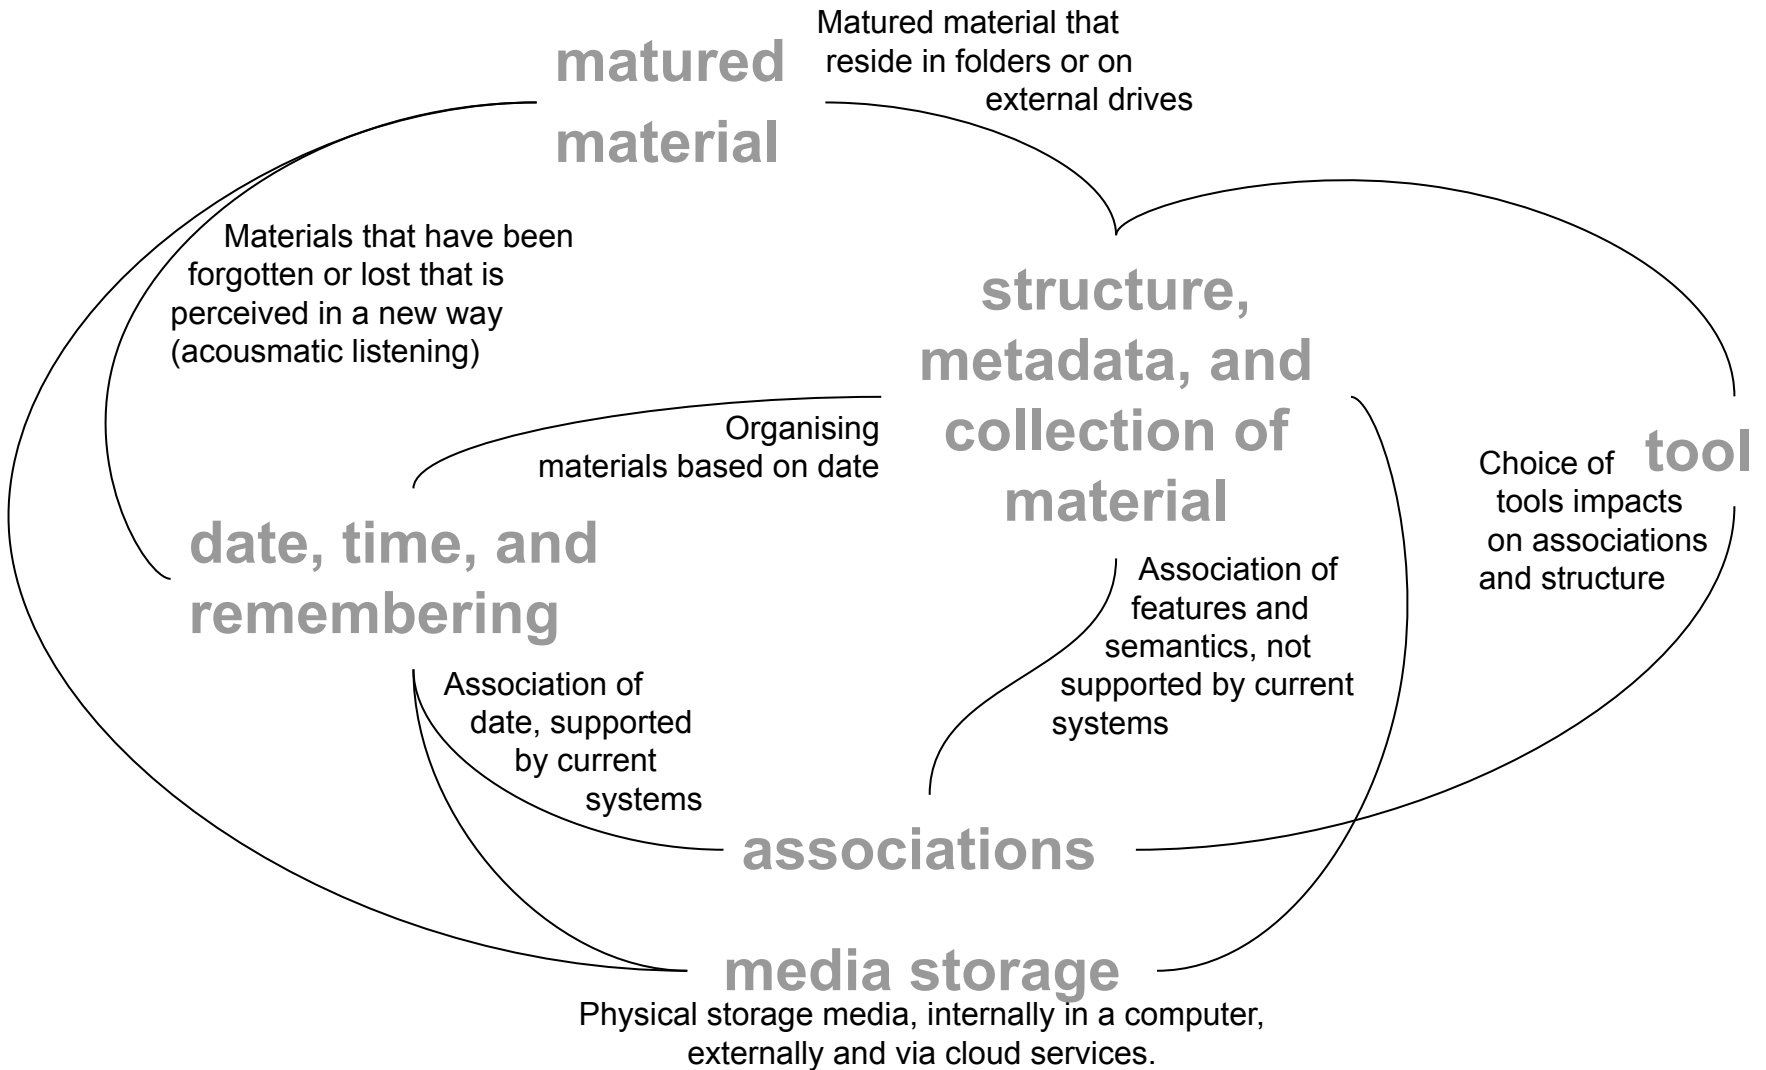 matured
material
Matured material that
reside in folders or on
external drives
Materials that have been
forgotten or lost that is
perceived in a new way
(acousmatic listening)
structure,
metadata, and
collection of
material
Organising
materials based on date
tool
Choice of
tools impacts
on associations
and structure
date, time, and
remembering
Association of
features and
semantics, not
supported by current
systems
Association of
date, supported
by current
systems
associations
media storage
Physical storage media, internally in a computer,
externally and via cloud services.